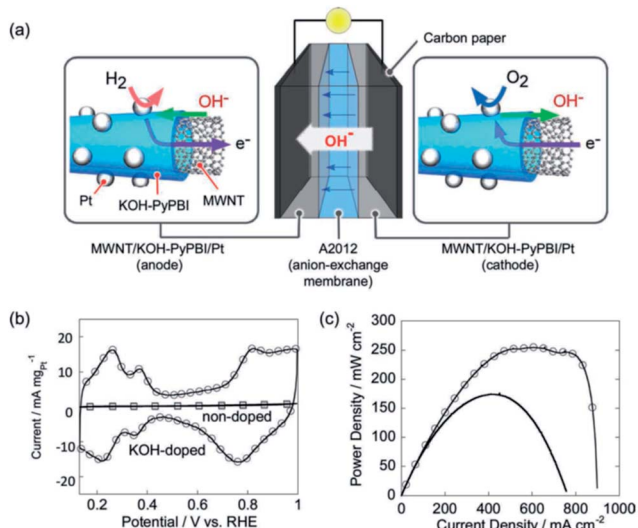 (a)
Carbon paper
H2
OH-
e-
Pt
KOH-PyPBI
MWNT
OH-
O2
OH-
e-
MWNT/KOH-PyPBI/Pt
(anode)
A2012
(anion-exchange
membrane)
MWNT/KOH-PyPBI/Pt
(cathode)
(b)
Current / mA mgPt-1
20
10
0
-10
-20
non-doped
KOH-doped
0.2 0.4 0.6 0.8 1
Potential / V vs. RHE
(c)
Power Density / mW cm-2
300
250
200
150
100
50
0
0 200 400 600 800 1000
Current Density / mA cm-2